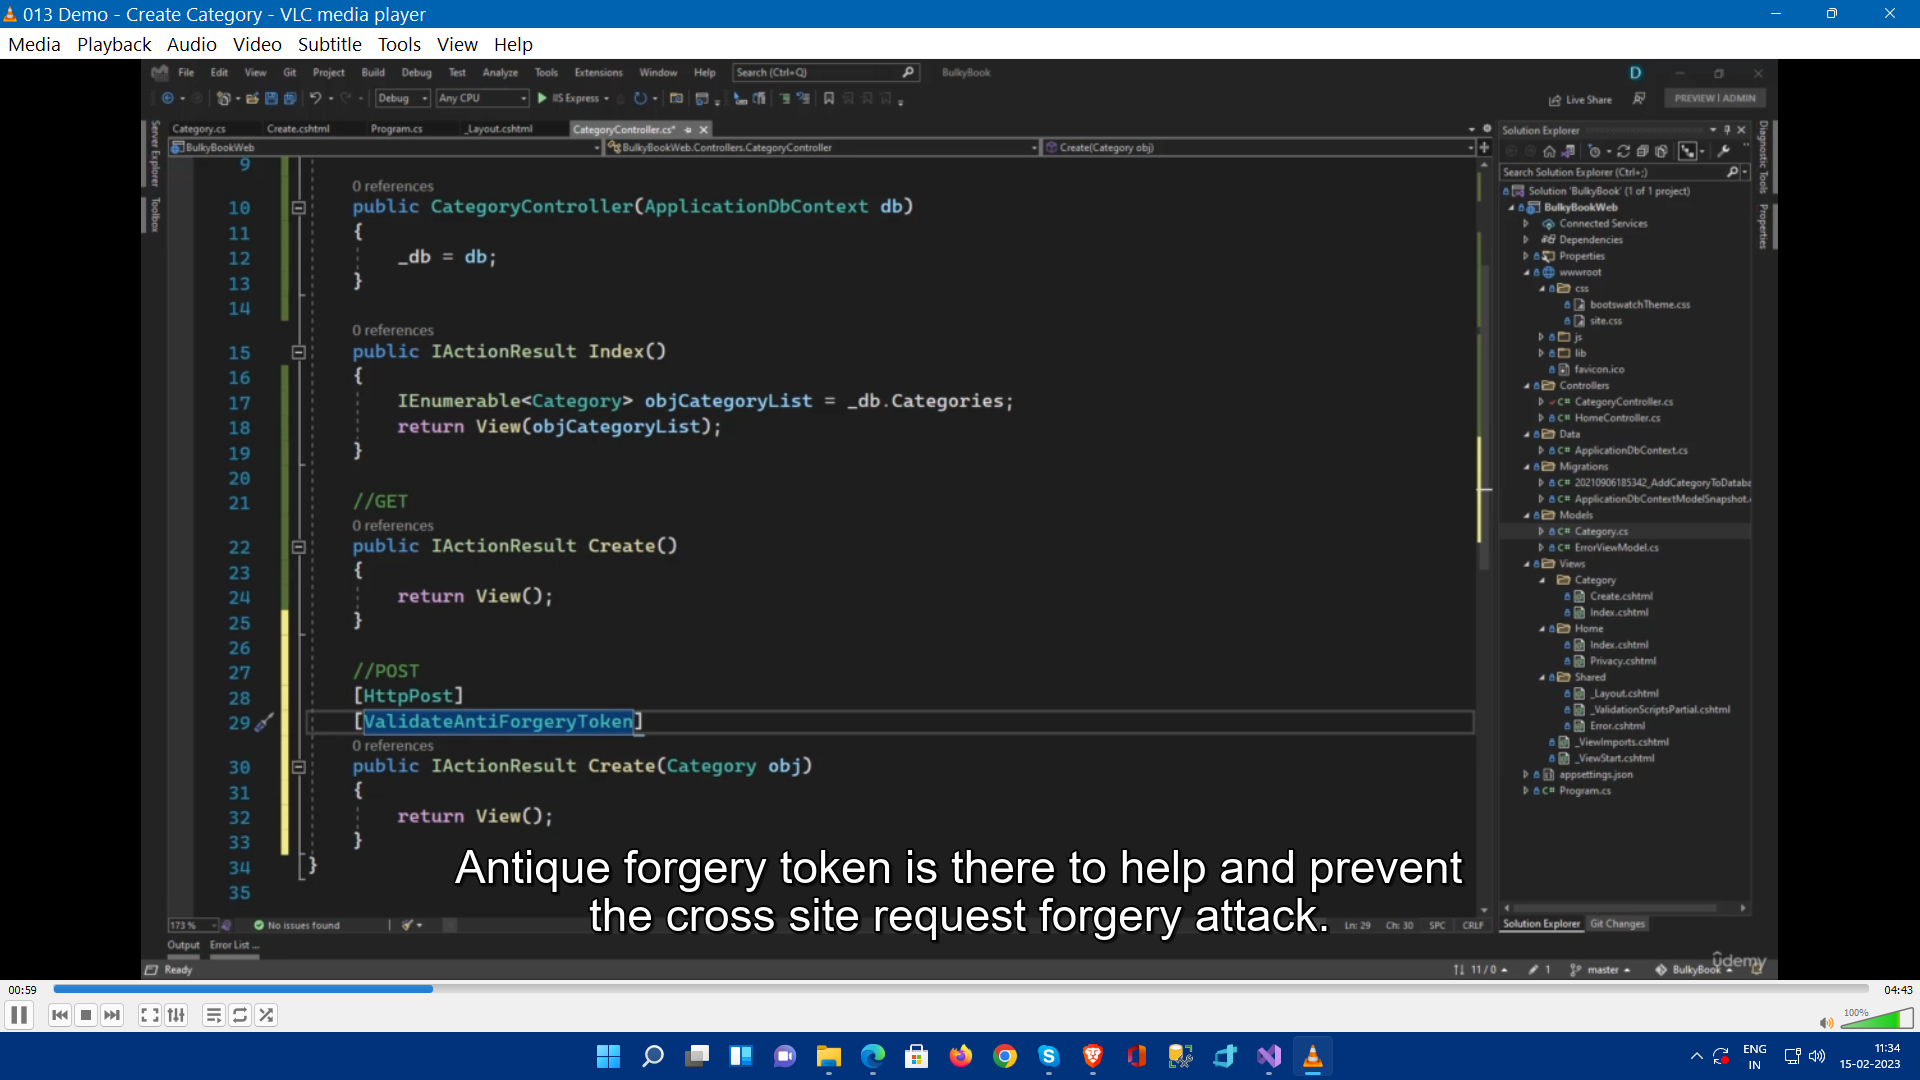 013 Demo - Create Category - VLC media player
Media Playback Audio Video Subtitle Tools View Help
File Edit View Git Project Build Debug Test Analyze Tools Extensions Window Help Search (Ctrl+Q) BulkyBook D
Debug Any CPU IIS Express Live Share PREVIEW | ADMIN
Category.cs Create.cshtml Program.cs _Layout.cshtml CategoryController.cs*
BulkyBookWeb BulkyBookWeb.Controllers.CategoryController Create(Category obj)
Server Explorer
Toolbox
9
0 references
10 public CategoryController(ApplicationDbContext db)
11 {
12 _db = db;
13 }
14
0 references
15 public IActionResult Index()
16 {
17 IEnumerable<Category> objCategoryList = _db.Categories;
18 return View(objCategoryList);
19 }
20
21 //GET
0 references
22 public IActionResult Create()
23 {
24 return View();
25 }
26
27 //POST
28 [HttpPost]
29 [ValidateAntiForgeryToken]
0 references
30 public IActionResult Create(Category obj)
31 {
32 return View();
33 }
34 }
35
Antique forgery token is there to help and prevent
the cross site request forgery attack.
173 % No issues found Ln: 29 Ch: 30 SPC CRLF
Output Error List ...
Ready 11 / 0 1 master BulkyBook
Solution Explorer
Search Solution Explorer (Ctrl+;)
Solution 'BulkyBook' (1 of 1 project)
BulkyBookWeb
Connected Services
Dependencies
Properties
wwwroot
css
bootswatchTheme.css
site.css
js
lib
favicon.ico
Controllers
CategoryController.cs
HomeController.cs
Data
ApplicationDbContext.cs
Migrations
20210906185342_AddCategoryToDataba
ApplicationDbContextModelSnapshot.
Models
Category.cs
ErrorViewModel.cs
Views
Category
Create.cshtml
Index.cshtml
Home
Index.cshtml
Privacy.cshtml
Shared
_Layout.cshtml
_ValidationScriptsPartial.cshtml
Error.cshtml
_ViewImports.cshtml
_ViewStart.cshtml
appsettings.json
Program.cs
Solution Explorer Git Changes
Diagnostic Tools
Properties
udemy
00:59 04:43
100%
ENG
IN
11:34
15-02-2023